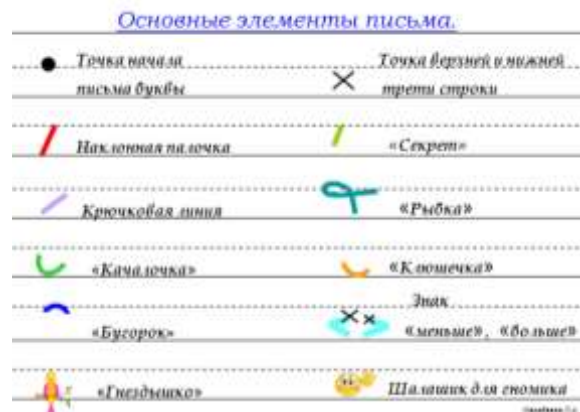 Основные элементы письма.
Точка начала
письма буквы
Точка верхней и нижней
трети строки
Наклонная палочка
«Секрет»
Крючковая линия
«Рыбка»
«Качалочка»
«Клюшечка»
«Бугорок»
Знак
«меньше», «больше»
«Гнездышко»
Шалашик для гномика